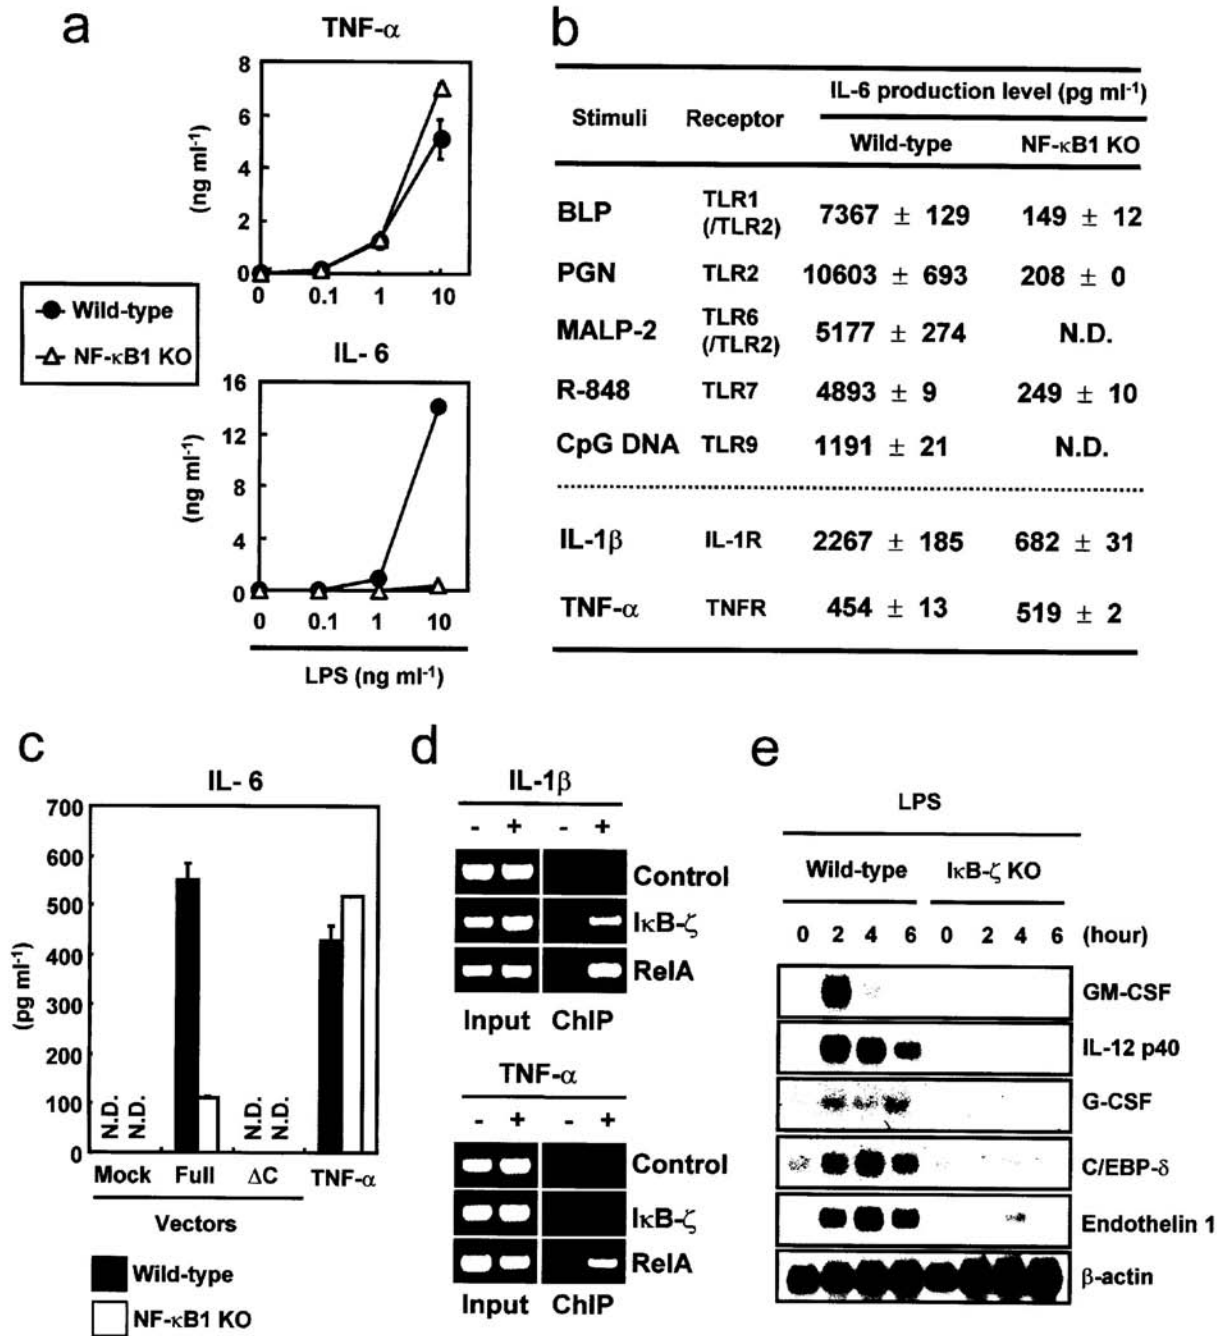 a
TNF-α
8
6
4
2
0
(ng ml⁻¹)
0 0.1 1 10
Wild-type
NF-κB1 KO
IL- 6
16
12
8
4
0
(ng ml⁻¹)
0 0.1 1 10
LPS (ng ml⁻¹)
b
Stimuli Receptor IL-6 production level (pg ml⁻¹)
Wild-type NF-κB1 KO
BLP TLR1 (/TLR2) 7367 ± 129 149 ± 12
PGN TLR2 10603 ± 693 208 ± 0
MALP-2 TLR6 (/TLR2) 5177 ± 274 N.D.
R-848 TLR7 4893 ± 9 249 ± 10
CpG DNA TLR9 1191 ± 21 N.D.
IL-1β IL-1R 2267 ± 185 682 ± 31
TNF-α TNFR 454 ± 13 519 ± 2
c
IL- 6
700
600
500
400
300
200
100
0
(pg ml⁻¹)
N.D. N.D. N.D. N.D.
Mock Full ΔC TNF-α
Vectors
Wild-type
NF-κB1 KO
d
IL-1β
- + - +
Control
IκB-ζ
RelA
Input ChIP
TNF-α
- + - +
Control
IκB-ζ
RelA
Input ChIP
e
LPS
Wild-type IκB-ζ KO
0 2 4 6 0 2 4 6 (hour)
GM-CSF
IL-12 p40
G-CSF
C/EBP-δ
Endothelin 1
β-actin